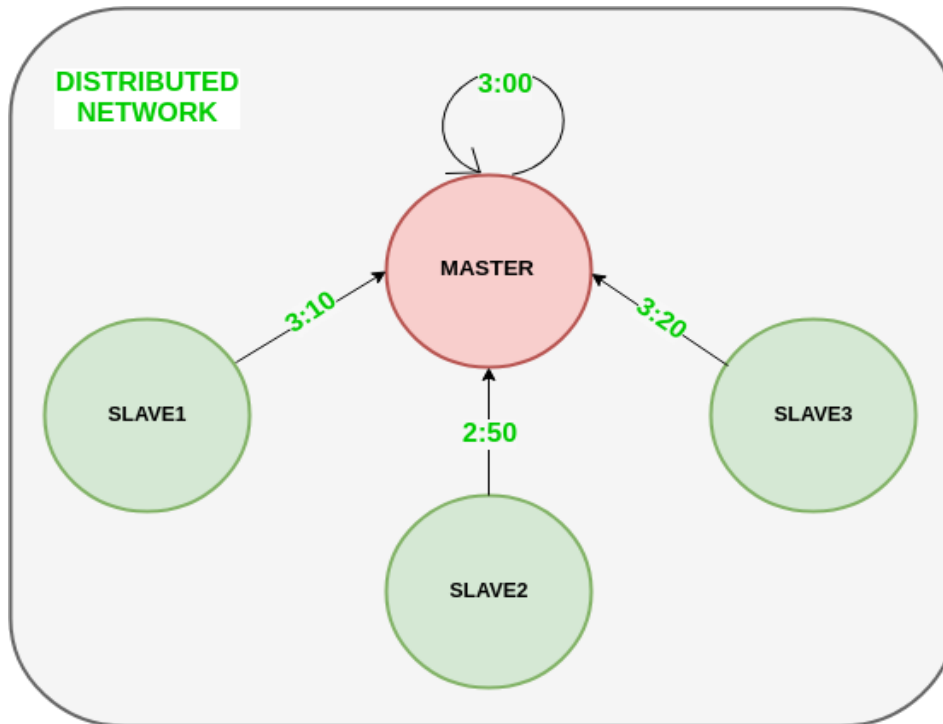 DISTRIBUTED
NETWORK
3:00
MASTER
3:10
3:20
SLAVE1
2:50
SLAVE3
SLAVE2